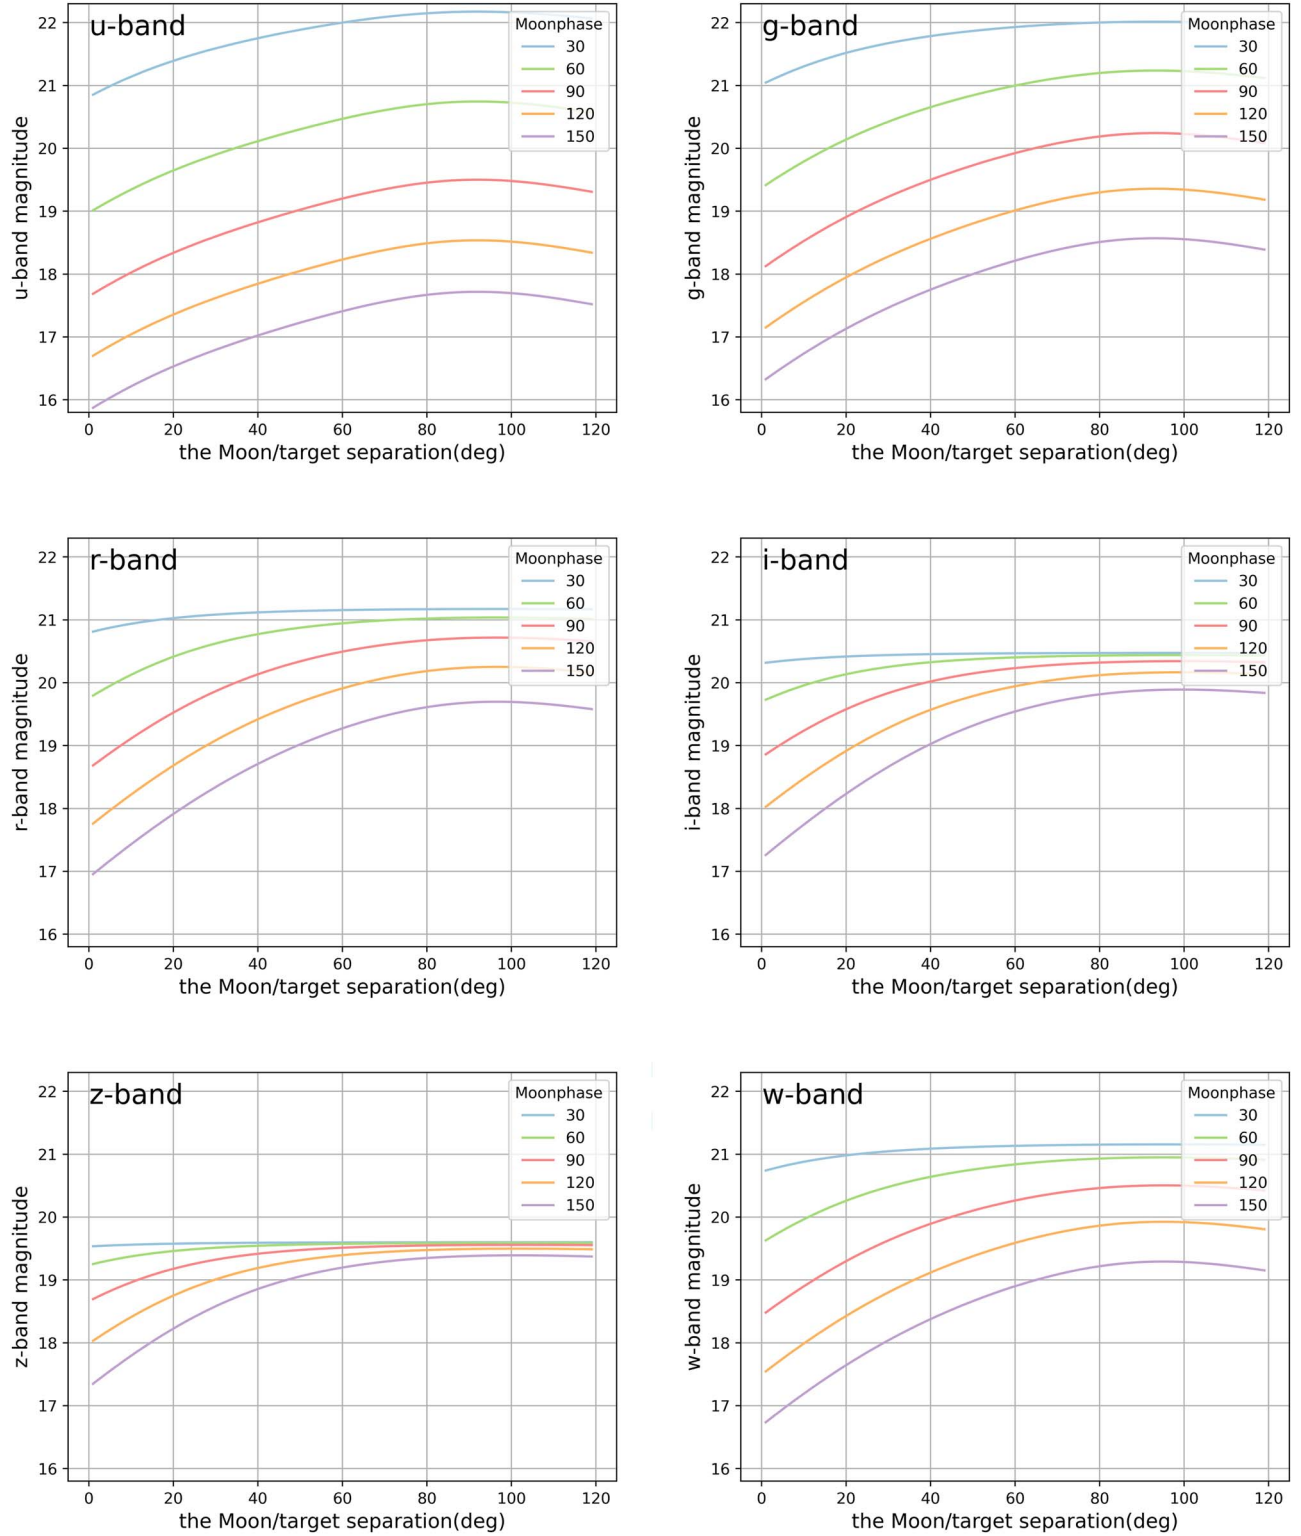 u-band
Moonphase
30
60
90
120
150
22
21
20
19
18
17
16
u-band magnitude
0 20 40 60 80 100 120
the Moon/target separation(deg)
g-band
Moonphase
30
60
90
120
150
22
21
20
19
18
17
16
g-band magnitude
0 20 40 60 80 100 120
the Moon/target separation(deg)
r-band
Moonphase
30
60
90
120
150
22
21
20
19
18
17
16
r-band magnitude
0 20 40 60 80 100 120
the Moon/target separation(deg)
i-band
Moonphase
30
60
90
120
150
22
21
20
19
18
17
16
i-band magnitude
0 20 40 60 80 100 120
the Moon/target separation(deg)
z-band
Moonphase
30
60
90
120
150
22
21
20
19
18
17
16
z-band magnitude
0 20 40 60 80 100 120
the Moon/target separation(deg)
w-band
Moonphase
30
60
90
120
150
22
21
20
19
18
17
16
w-band magnitude
0 20 40 60 80 100 120
the Moon/target separation(deg)